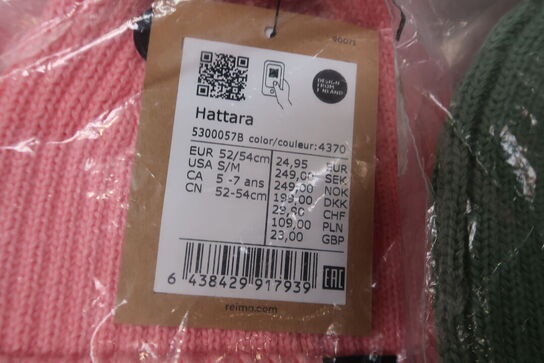 DESIGN
FROM
FINLAND
Hattara
5300057B color/couleur:4370
EUR 52/54cm
USA S/M
CA 5 -7 ans
CN 52-54cm
24,95 EUR
249,00 SEK
249,00 NOK
199,00 DKK
29,90 CHF
109,00 PLN
23,00 GBP
6 438429 917939
EAC
reima.com